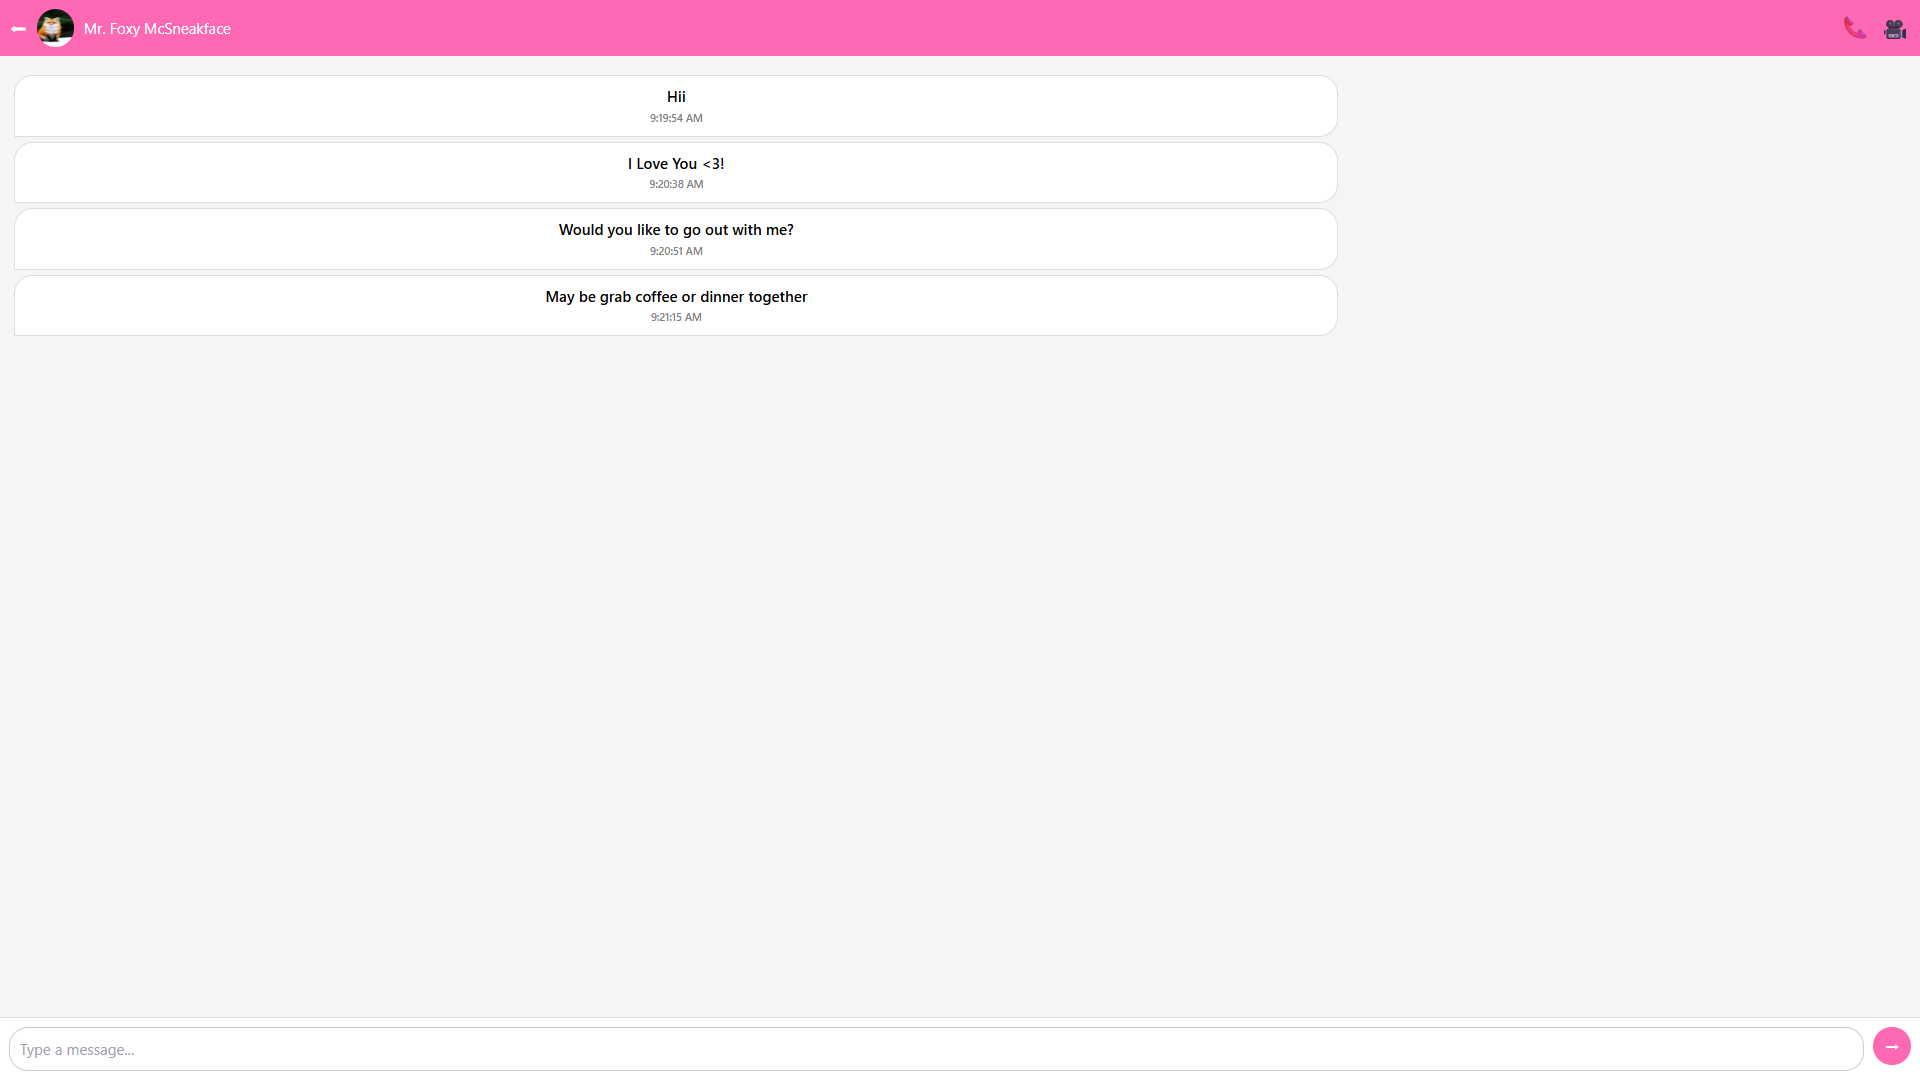 Mr. Foxy McSneakface
Hii
9:19:54 AM
I Love You <3!
9:20:38 AM
Would you like to go out with me?
9:20:51 AM
May be grab coffee or dinner together
9:21:15 AM
Type a message...